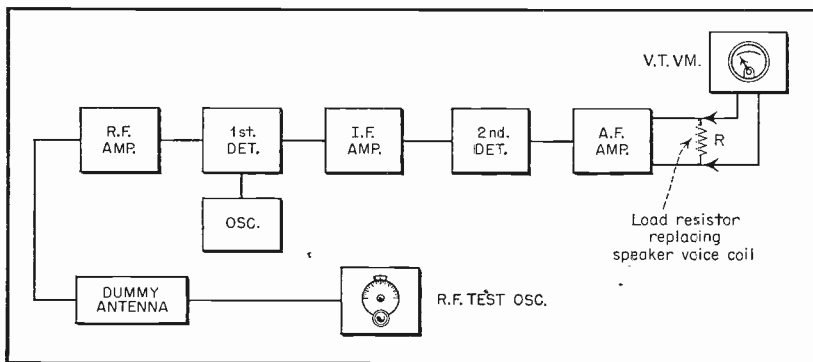 V.T. VM.
R.F.
AMP.
1st.
DET.
I.F.
AMP.
2nd.
DET.
A.F.
AMP.
R
OSC.
Load resistor
replacing
speaker voice coil
DUMMY
ANTENNA
R.F. TEST OSC.